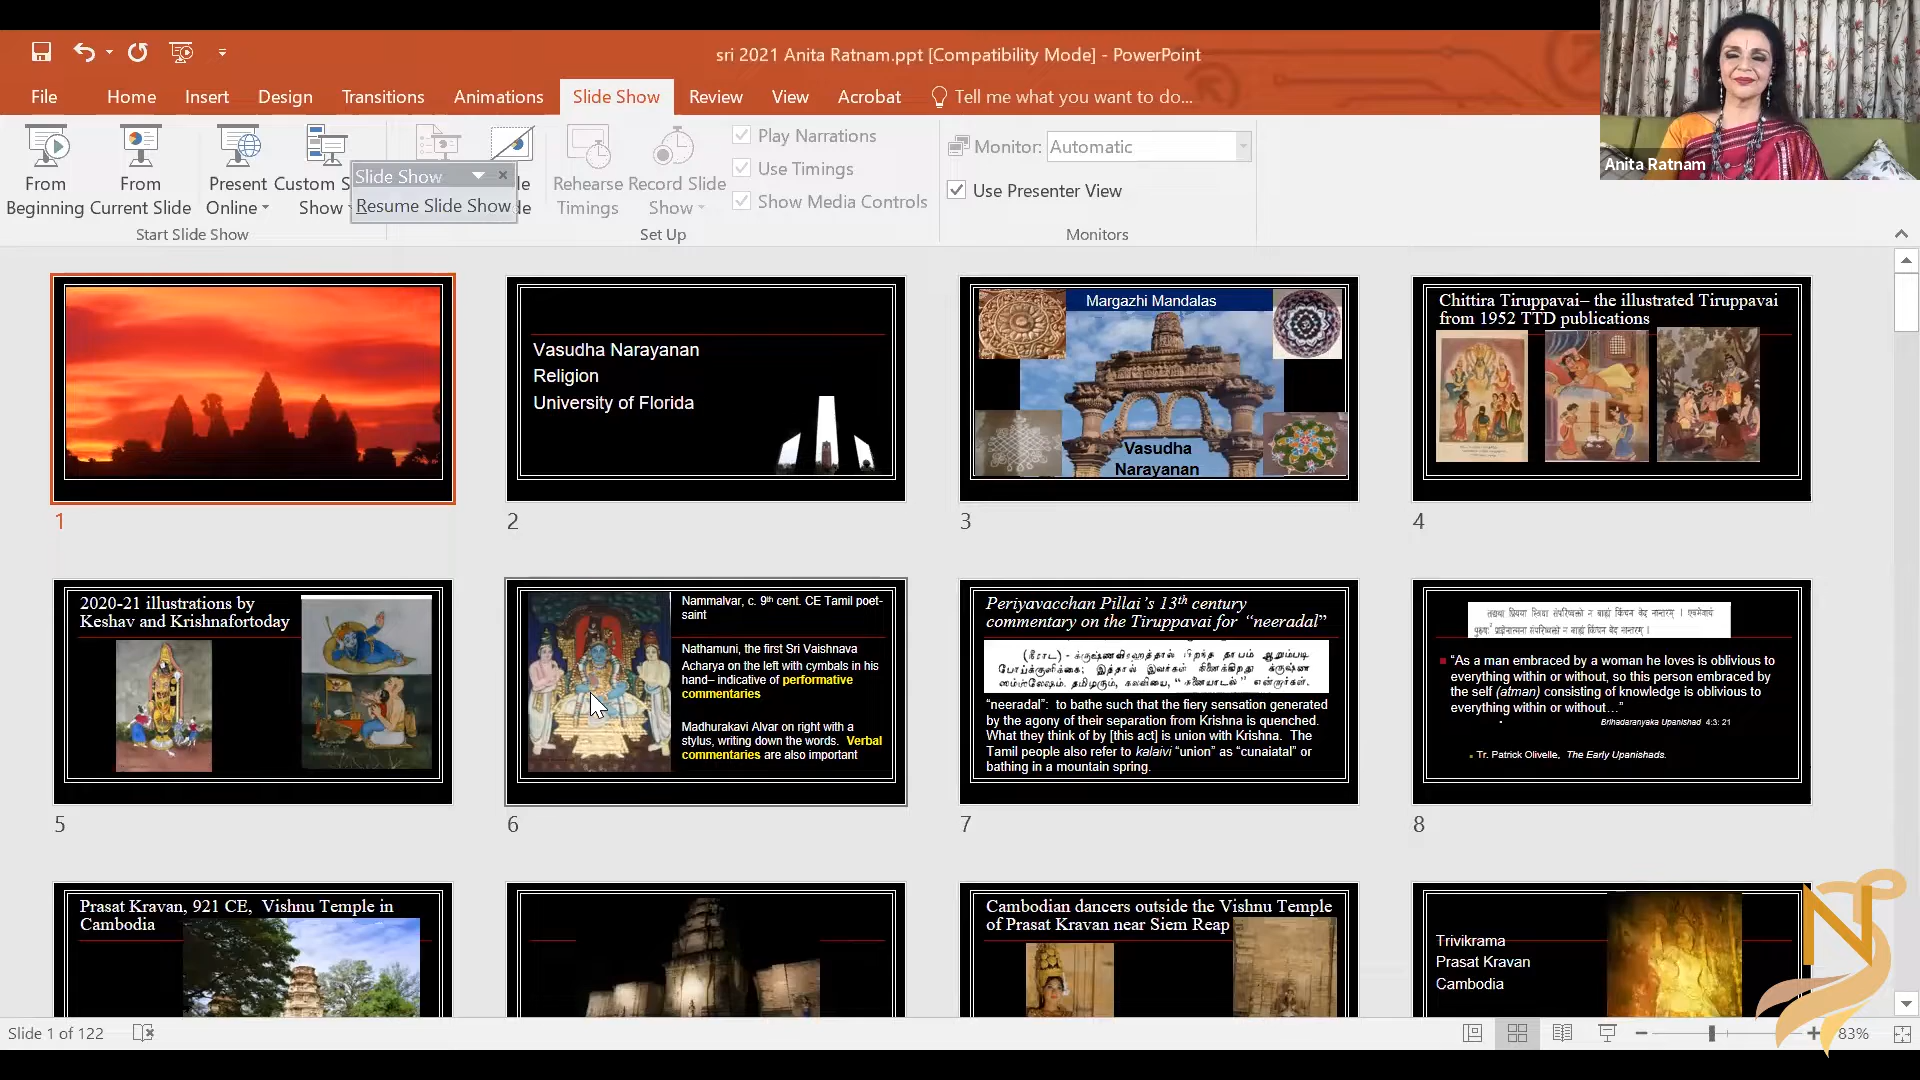 sri 2021 Anita Ratnam.ppt [Compatibility Mode] - PowerPoint
File Home Insert Design Transitions Animations Slide Show Review View Acrobat Tell me what you want to do...
From Beginning
From Current Slide
Present Online
Custom S
Show
Slide Show
Resume Slide Show
Rehearse Timings
Record Slide Show
Play Narrations
Use Timings
Show Media Controls
Monitor: Automatic
Use Presenter View
Start Slide Show
Set Up
Monitors
Anita Ratnam
1
Vasudha Narayanan
Religion
University of Florida
2
Margazhi Mandalas
Vasudha
Narayanan
3
Chittira Tiruppavai– the illustrated Tiruppavai
from 1952 TTD publications
4
2020-21 illustrations by
Keshav and Krishnafortoday
5
Nammalvar, c. 9th cent. CE Tamil poet-
saint
Nathamuni, the first Sri Vaishnava
Acharya on the left with cymbals in his
hand– indicative of performative
commentaries
Madhurakavi Alvar on right with a
stylus, writing down the words. Verbal
commentaries are also important
6
Periyavacchan Pillai's 13th century
commentary on the Tiruppavai for "neeradal"
"neeradal": to bathe such that the fiery sensation generated
by the agony of their separation from Krishna is quenched.
What they think of by [this act] is union with Krishna. The
Tamil people also refer to kalaivi "union" as "cunaiatal" or
bathing in a mountain spring.
7
"As a man embraced by a woman he loves is oblivious to
everything within or without, so this person embraced by
the self (atman) consisting of knowledge is oblivious to
everything within or without…"
Brihadaranyaka Upanishad 4:3: 21
Tr. Patrick Olivelle, The Early Upanishads.
8
Prasat Kravan, 921 CE, Vishnu Temple in
Cambodia
Cambodian dancers outside the Vishnu Temple
of Prasat Kravan near Siem Reap
Trivikrama
Prasat Kravan
Cambodia
Slide 1 of 122
83%